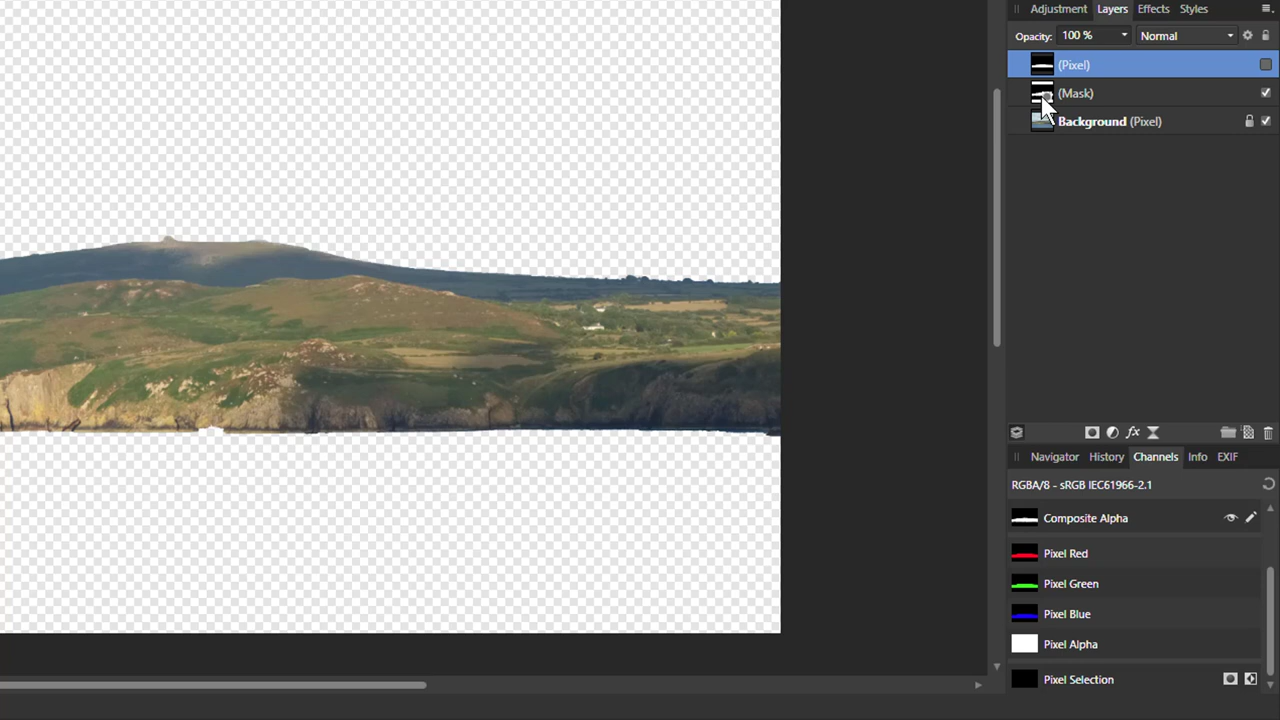 Adjustment Layers Effects Styles
Opacity: 100 % Normal
(Pixel)
(Mask)
Background (Pixel)
fx
Navigator History Channels Info EXIF
RGBA/8 - sRGB IEC61966-2.1
Composite Alpha
Pixel Red
Pixel Green
Pixel Blue
Pixel Alpha
Pixel Selection